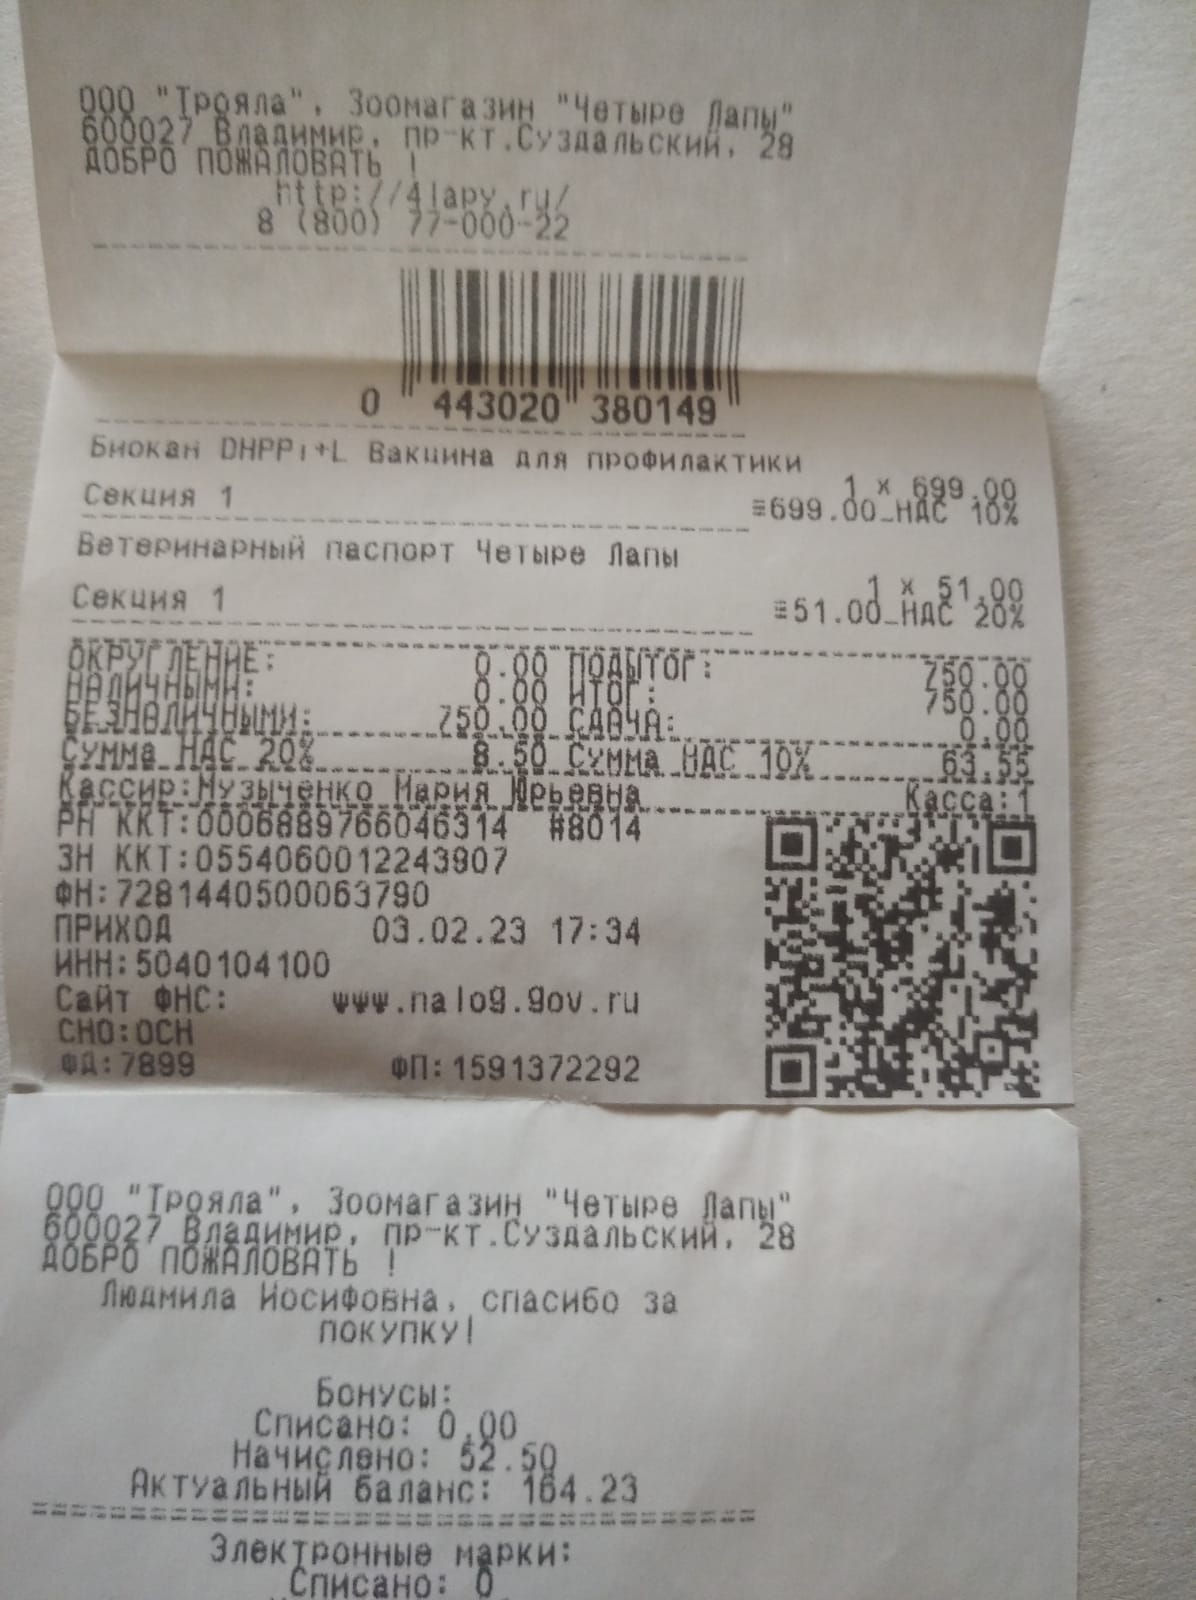 ООО "Трояла", Зоомагазин "Четыре Лапы"
600027 Владимир, пр-кт.Суздальский, 28
ДОБРО ПОЖАЛОВАТЬ !
http://4lapy.ru/
8 (800) 77-000-22
0 443020 380149
Биокан DHPPi+L Вакцина для профилактики
1 x 699.00
Секция 1 ≡699.00_НДС 10%
Ветеринарный паспорт Четыре Лапы
1 x 51.00
Секция 1 ≡51.00_НДС 20%
ОКРУГЛЕНИЕ: 0.00 ПОДЫТОГ: 750.00
НАЛИЧНЫМИ: 0.00 ИТОГ: 750.00
БЕЗНАЛИЧНЫМИ: 750.00 СДАЧА: 0.00
Сумма НДС 20% 8.50 Сумма НДС 10% 63.55
Кассир:Музыченко Мария Юрьевна Касса:1
РН ККТ:0006889766046314 #8014
ЗН ККТ:0554060012243907
ФН:7281440500063790
ПРИХОД 03.02.23 17:34
ИНН:5040104100
Сайт ФНС: www.nalog.gov.ru
СНО:ОСН
ФД:7899 ФП:1591372292
ООО "Трояла", Зоомагазин "Четыре Лапы"
600027 Владимир, пр-кт.Суздальский, 28
ДОБРО ПОЖАЛОВАТЬ !
Людмила Иосифовна, спасибо за
покупку!
Бонусы:
Списано: 0.00
Начислено: 52.50
Актуальный баланс: 164.23
Электронные марки:
Списано: 0